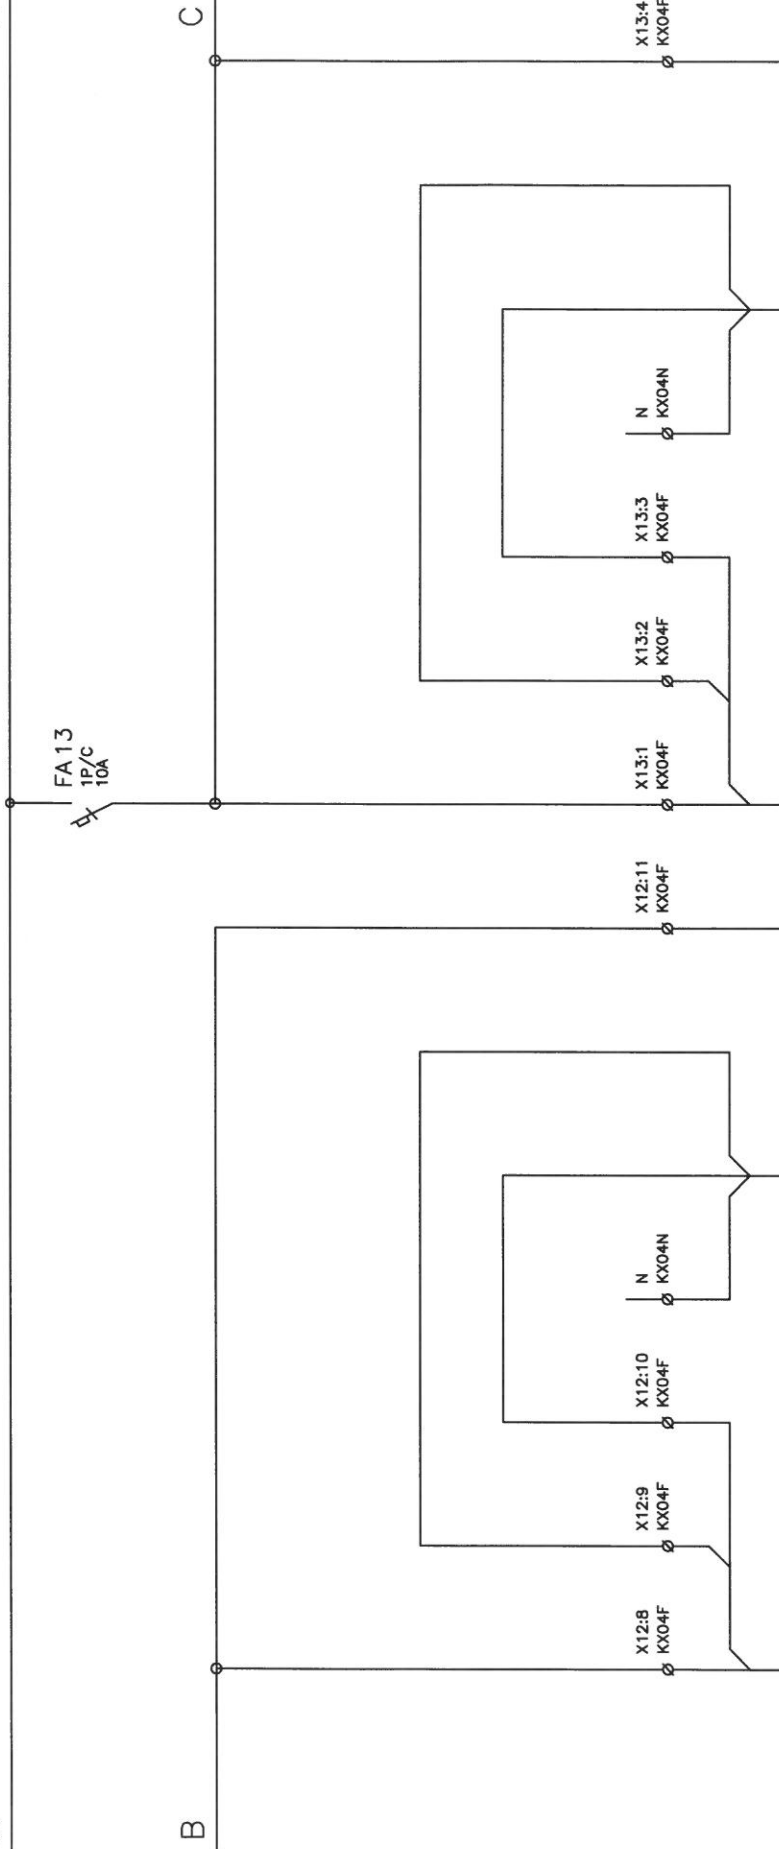 B
FA13
1P/C
10A
C
X12:8
KX04F
X12:9
KX04F
X12:10
KX04F
N
KX04N
X12:11
KX04F
X13:1
KX04F
X13:2
KX04F
X13:3
KX04F
N
KX04N
X13:4
KX04F